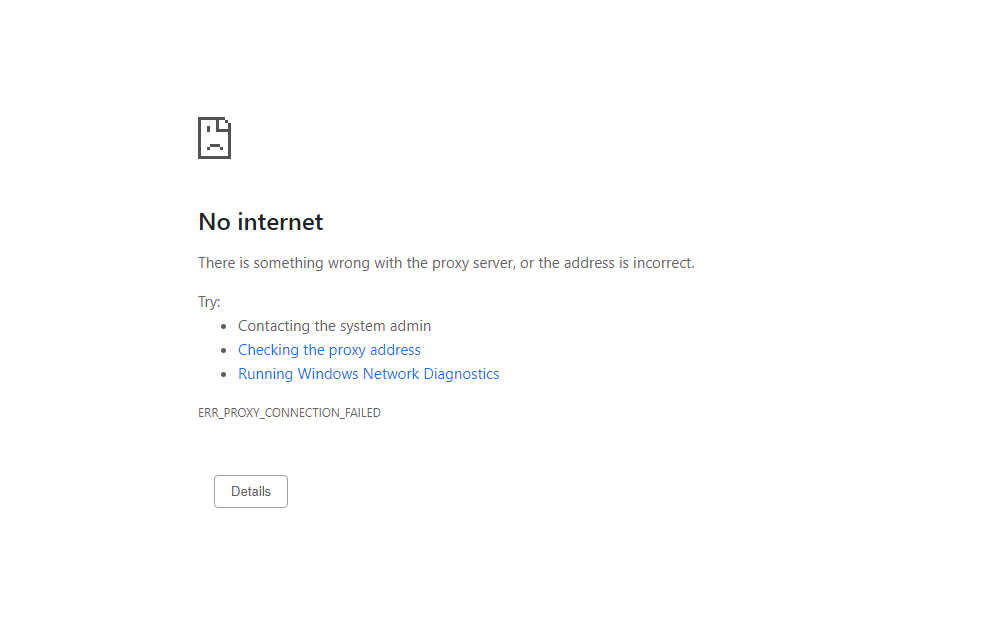 No internet
There is something wrong with the proxy server, or the address is incorrect.
Try:
• Contacting the system admin
• Checking the proxy address
• Running Windows Network Diagnostics
ERR_PROXY_CONNECTION_FAILED
Details